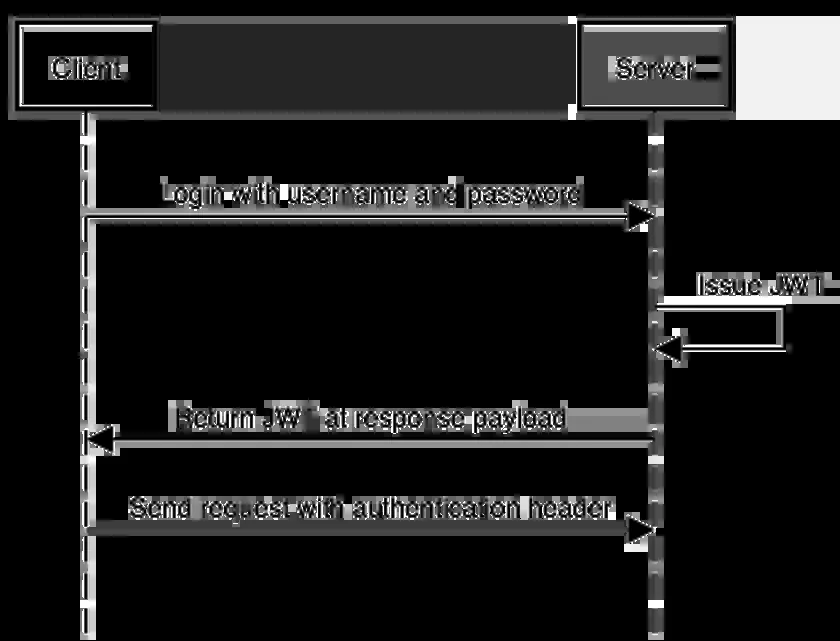 Client
Server
Login with username and password
Issue JWT
Return JWT at response payload
Send request with authentication header